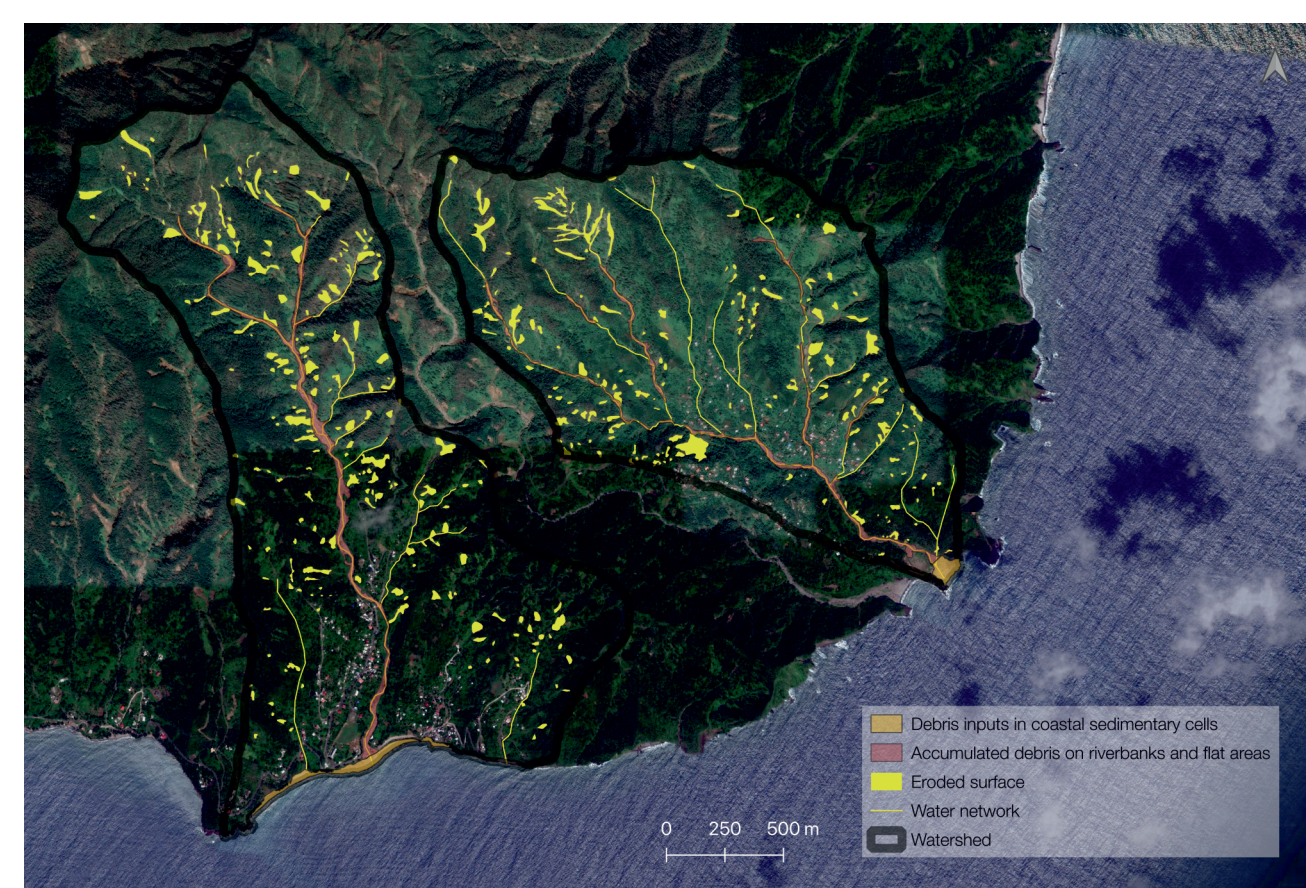 Debris inputs in coastal sedimentary cells
Accumulated debris on riverbanks and flat areas
Eroded surface
Water network
Watershed
0 250 500 m